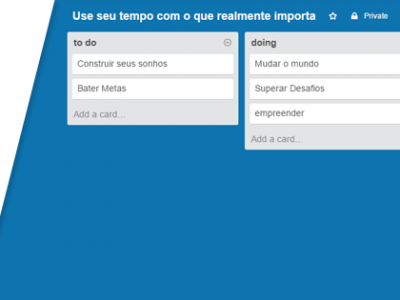 Use seu tempo com o que realmente importa Private
to do
Construir seus sonhos
Bater Metas
Add a card...
doing
Mudar o mundo
Superar Desafios
empreender
Add a card...